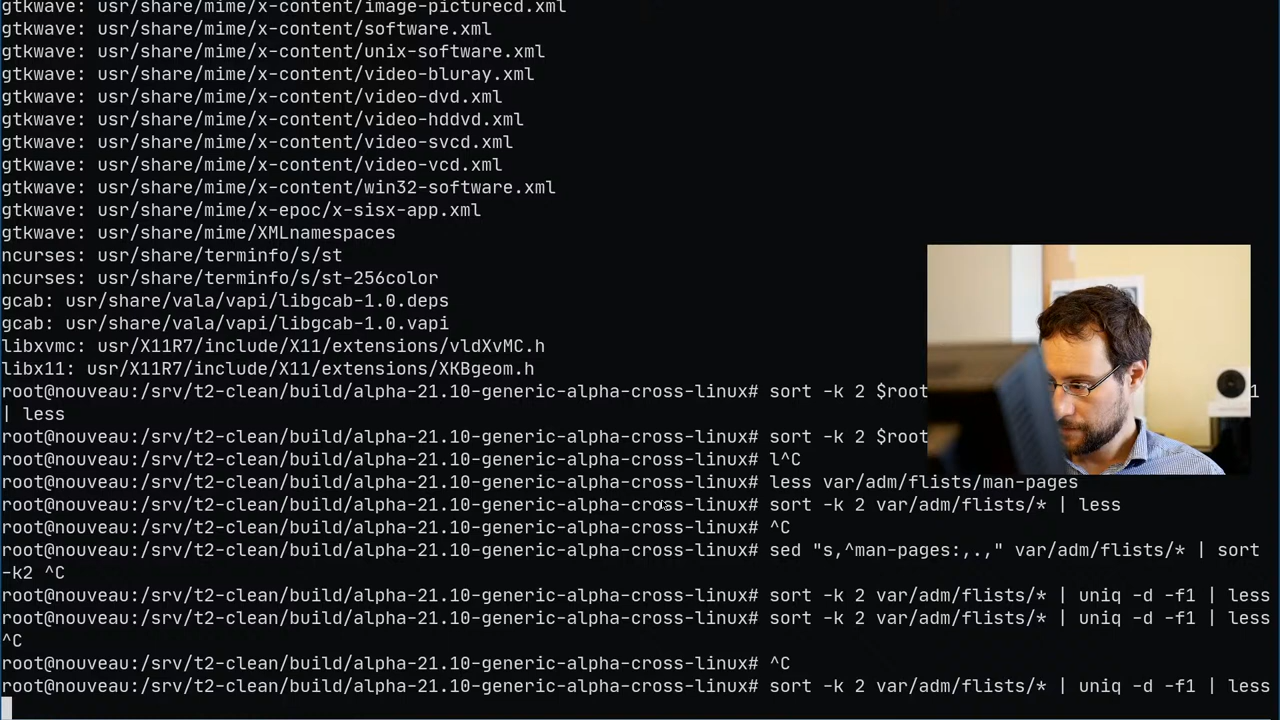 gtkwave: usr/share/mime/x-content/image-picturecd.xml
gtkwave: usr/share/mime/x-content/software.xml
gtkwave: usr/share/mime/x-content/unix-software.xml
gtkwave: usr/share/mime/x-content/video-bluray.xml
gtkwave: usr/share/mime/x-content/video-dvd.xml
gtkwave: usr/share/mime/x-content/video-hddvd.xml
gtkwave: usr/share/mime/x-content/video-svcd.xml
gtkwave: usr/share/mime/x-content/video-vcd.xml
gtkwave: usr/share/mime/x-content/win32-software.xml
gtkwave: usr/share/mime/x-epoc/x-sisx-app.xml
gtkwave: usr/share/mime/XMLnamespaces
ncurses: usr/share/terminfo/s/st
ncurses: usr/share/terminfo/s/st-256color
gcab: usr/share/vala/vapi/libgcab-1.0.deps
gcab: usr/share/vala/vapi/libgcab-1.0.vapi
libxvmc: usr/X11R7/include/X11/extensions/vldXvMC.h
libx11: usr/X11R7/include/X11/extensions/XKBgeom.h
root@nouveau:/srv/t2-clean/build/alpha-21.10-generic-alpha-cross-linux# sort -k 2 $root 1
| less
root@nouveau:/srv/t2-clean/build/alpha-21.10-generic-alpha-cross-linux# sort -k 2 $root
root@nouveau:/srv/t2-clean/build/alpha-21.10-generic-alpha-cross-linux# l^C
root@nouveau:/srv/t2-clean/build/alpha-21.10-generic-alpha-cross-linux# less var/adm/flists/man-pages
root@nouveau:/srv/t2-clean/build/alpha-21.10-generic-alpha-cross-linux# sort -k 2 var/adm/flists/* | less
root@nouveau:/srv/t2-clean/build/alpha-21.10-generic-alpha-cross-linux# ^C
root@nouveau:/srv/t2-clean/build/alpha-21.10-generic-alpha-cross-linux# sed "s,^man-pages:,.," var/adm/flists/* | sort
-k2 ^C
root@nouveau:/srv/t2-clean/build/alpha-21.10-generic-alpha-cross-linux# sort -k 2 var/adm/flists/* | uniq -d -f1 | less
root@nouveau:/srv/t2-clean/build/alpha-21.10-generic-alpha-cross-linux# sort -k 2 var/adm/flists/* | uniq -d -f1 | less
^C
root@nouveau:/srv/t2-clean/build/alpha-21.10-generic-alpha-cross-linux# ^C
root@nouveau:/srv/t2-clean/build/alpha-21.10-generic-alpha-cross-linux# sort -k 2 var/adm/flists/* | uniq -d -f1 | less